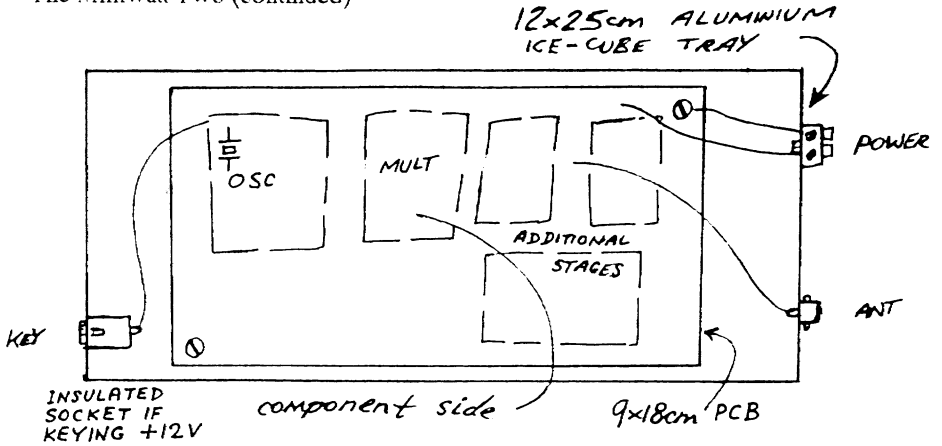 The Miniwatt Two (continued)
12x25cm ALUMINIUM
ICE-CUBE TRAY
POWER
OSC
MULT
ADDITIONAL
STAGES
ANT
KEY
INSULATED
SOCKET IF
KEYING +12V
component side
9x18cm PCB